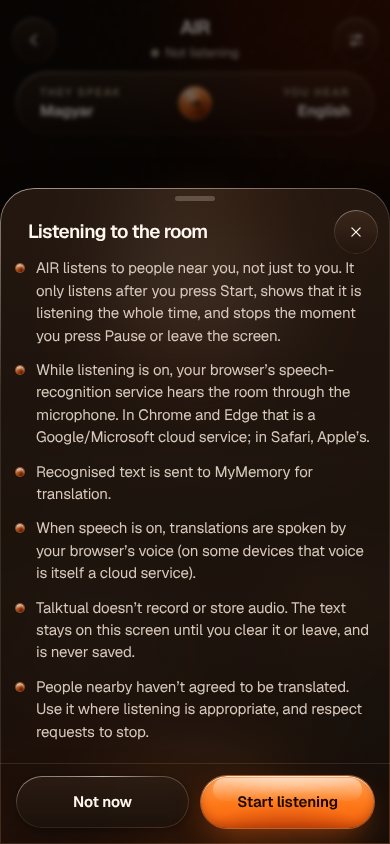 AIR
Not listening
THEY SPEAK
YOU HEAR
Magyar
English
Listening to the room
AIR listens to people near you, not just to you. It
only listens after you press Start, shows that it is
listening the whole time, and stops the moment
you press Pause or leave the screen.
While listening is on, your browser’s speech-
recognition service hears the room through the
microphone. In Chrome and Edge that is a
Google/Microsoft cloud service; in Safari, Apple’s.
Recognised text is sent to MyMemory for
translation.
When speech is on, translations are spoken by
your browser’s voice (on some devices that voice
is itself a cloud service).
Talktual doesn’t record or store audio. The text
stays on this screen until you clear it or leave, and
is never saved.
People nearby haven’t agreed to be translated.
Use it where listening is appropriate, and respect
requests to stop.
Not now
Start listening